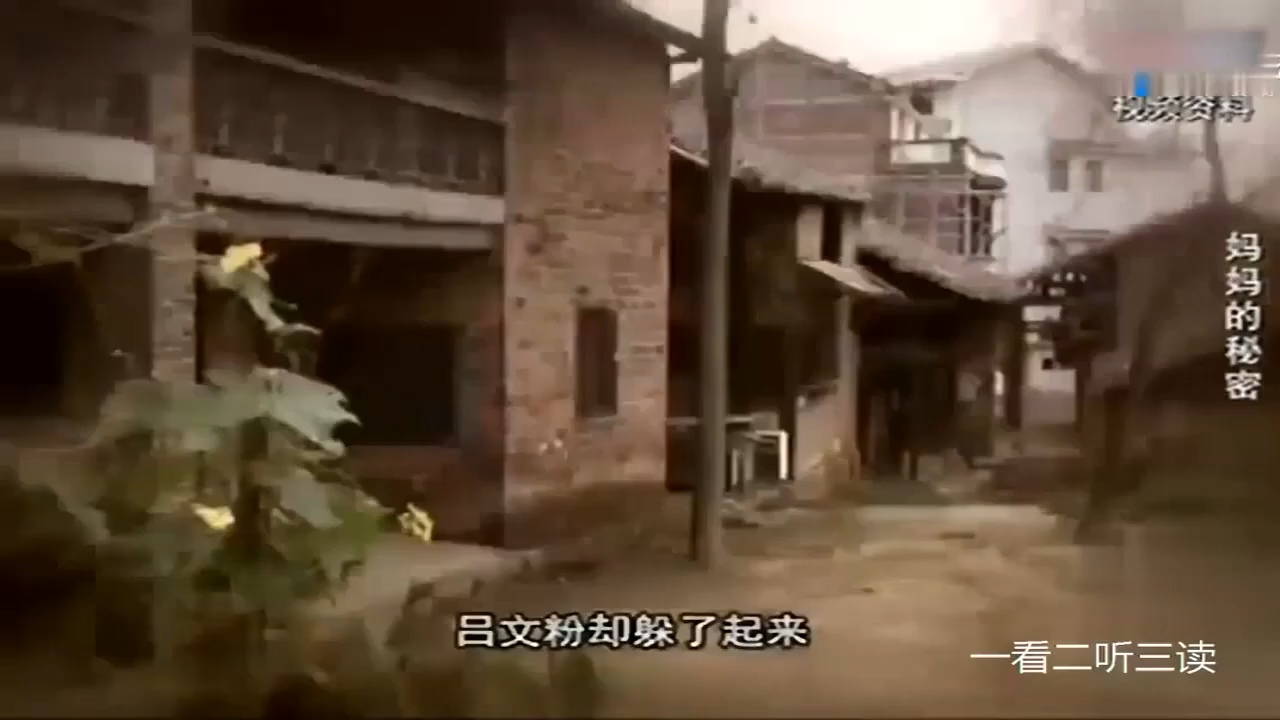 视频资料
妈妈的秘密
吕文粉却躲了起来
一看二听三读